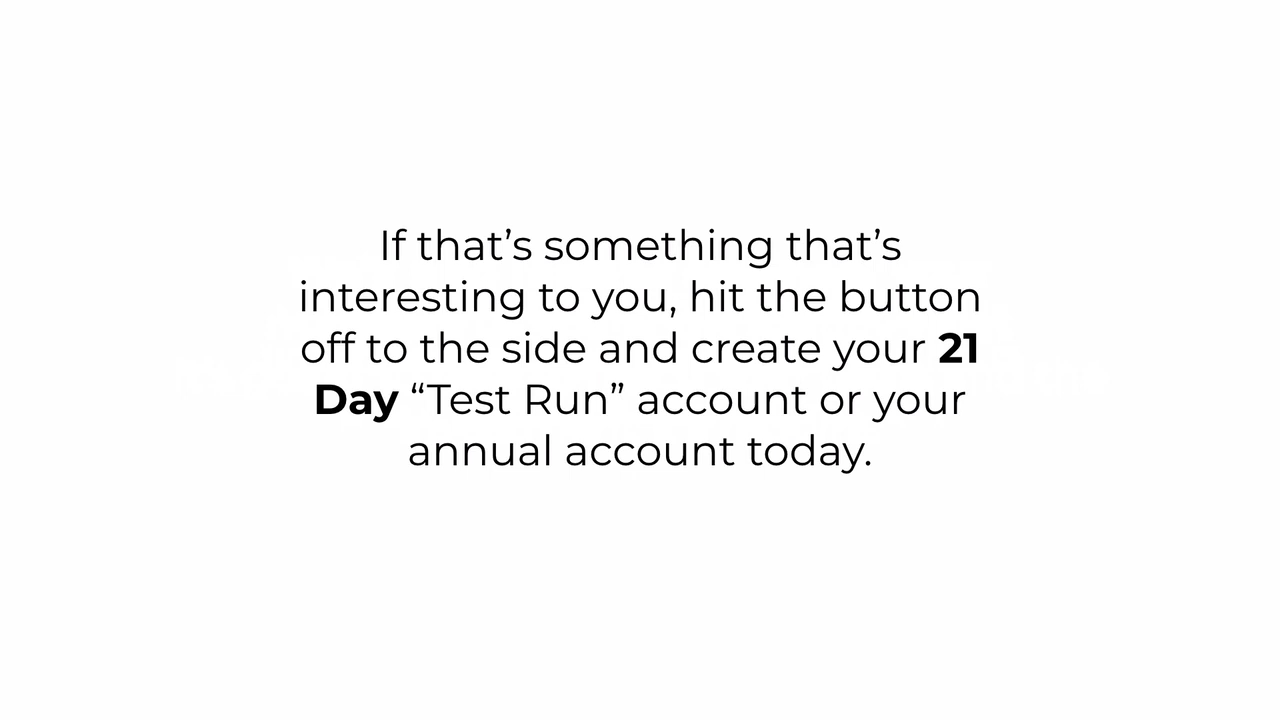 If that’s something that’s
interesting to you, hit the button
off to the side and create your 21
Day “Test Run” account or your
annual account today.